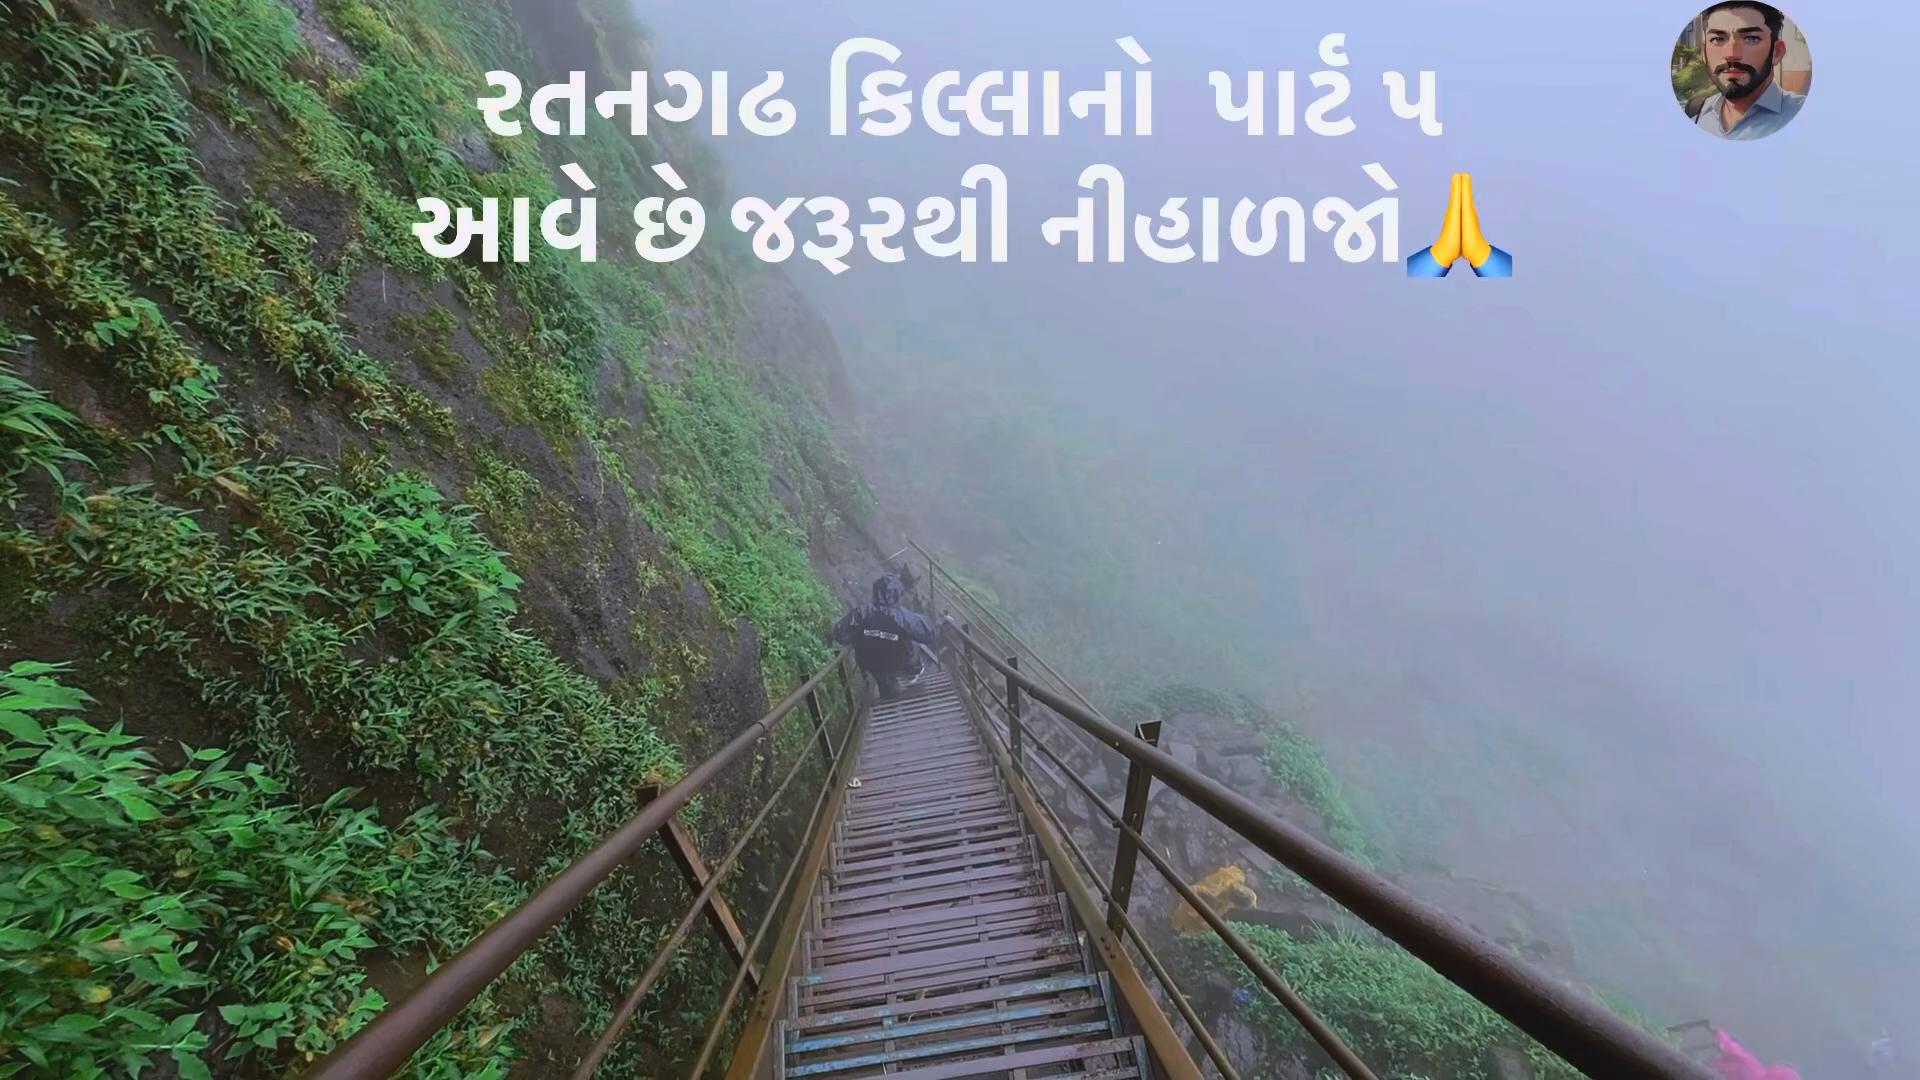 રતનગઢ કિલ્લાનો પાર્ટ ૫
આવે છે જરૂરથી નીહાળજો🙏